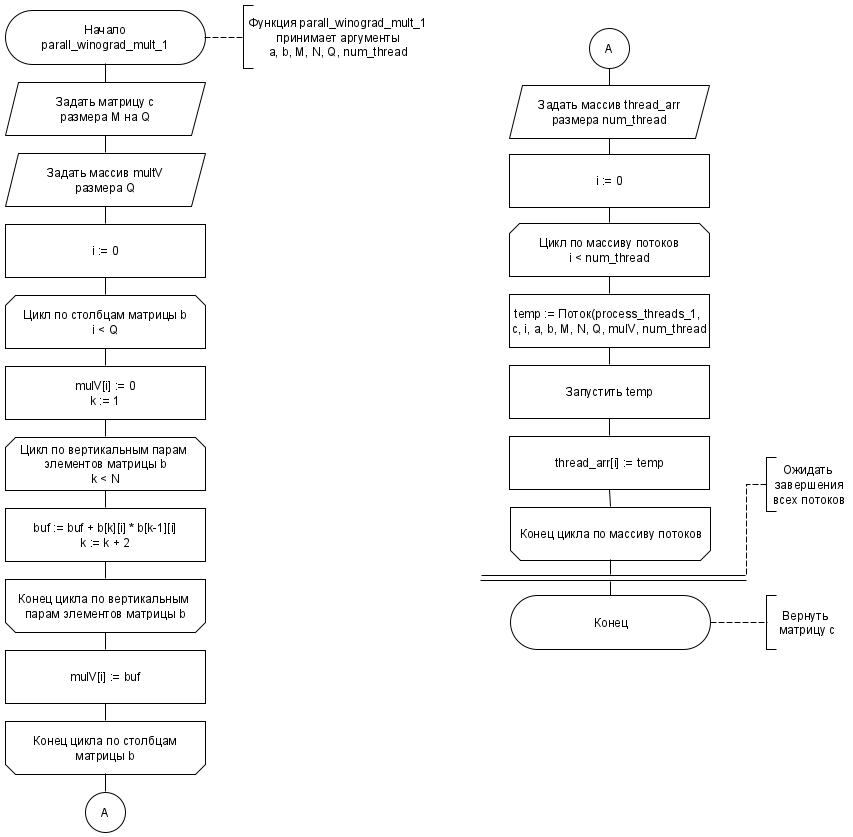 Начало
parall_winograd_mult_1
Функция parall_winograd_mult_1
принимает аргументы
a, b, M, N, Q, num_thread
Задать матрицу c
размера M на Q
Задать массив multV
размера Q
i := 0
Цикл по столбцам матрицы b
i < Q
mulV[i] := 0
k := 1
Цикл по вертикальным парам
элементов матрицы b
k < N
buf := buf + b[k][i] * b[k-1][i]
k := k + 2
Конец цикла по вертикальным
парам элементов матрицы b
mulV[i] := buf
Конец цикла по столбцам
матрицы b
A
A
Задать массив thread_arr
размера num_thread
i := 0
Цикл по массиву потоков
i < num_thread
temp := Поток(process_threads_1,
c, i, a, b, M, N, Q, mulV, num_thread
Запустить temp
thread_arr[i] := temp
Конец цикла по массиву потоков
Ожидать
завершения
всех потоков
Конец
Вернуть
матрицу c